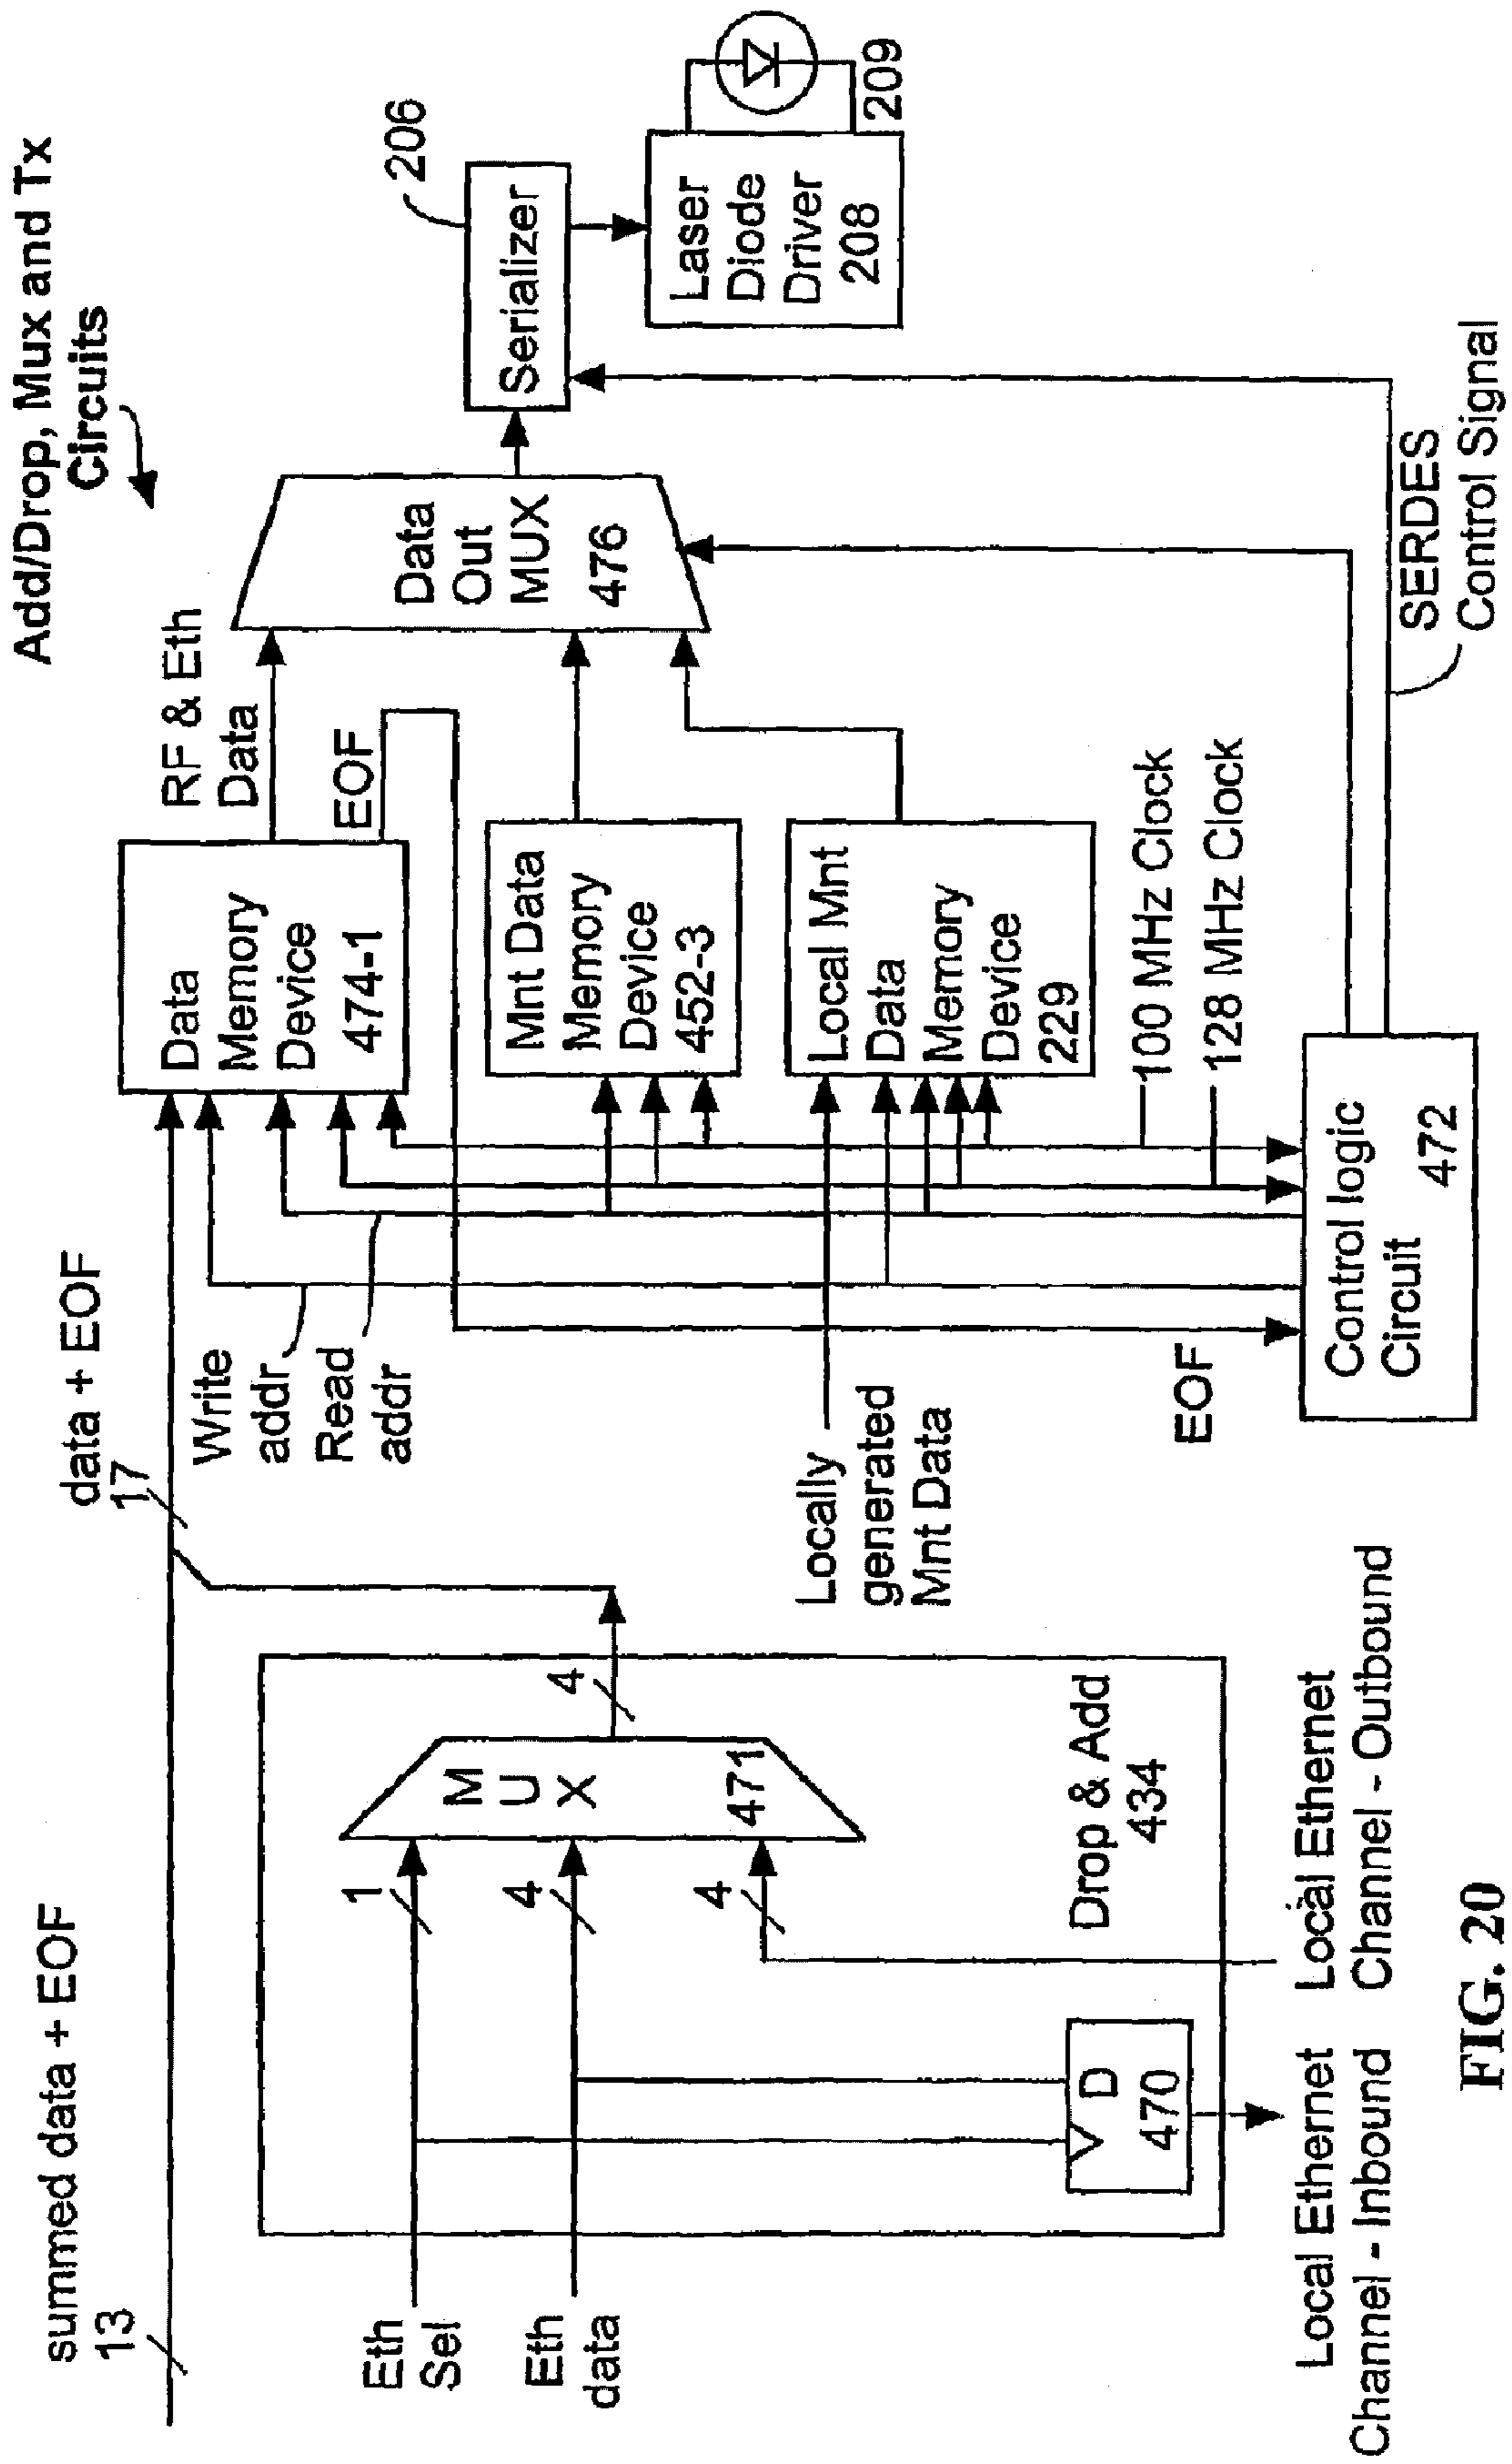 Add/Drop, Mux and Tx
Circuits
summed data + EOF
13
data + EOF
17
Write
addr
Read
addr
Data
Memory
Device
474-1
RF & Eth
Data
EOF
Data
Out
MUX
476
206
Serializer
Laser
Diode
Driver
208
209
Mnt Data
Memory
Device
452-3
Local Mnt
Data
Memory
Device
229
Locally
generated
Mnt Data
100 MHz Clock
128 MHz Clock
EOF
Control logic
Circuit
472
SERDES
Control Signal
Eth
Sel
Eth
data
1
4
4
M
U
X
471
4
Drop & Add
434
D
470
Local Ethernet
Channel - Inbound
Local Ethernet
Channel - Outbound
FIG. 20